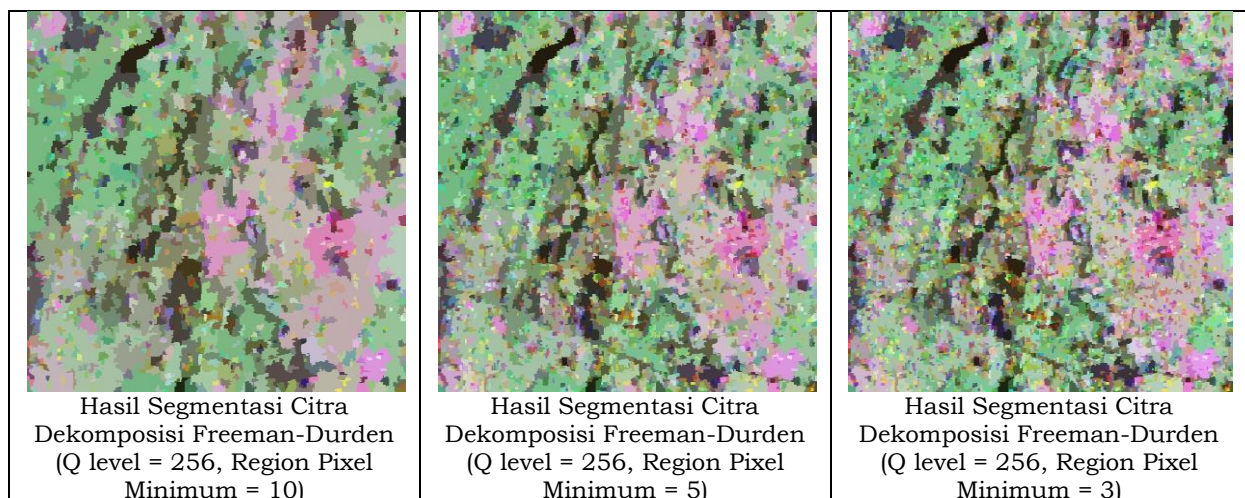 Hasil Segmentasi Citra
Dekomposisi Freeman-Durden
(Q level = 256, Region Pixel
Minimum = 10)
Hasil Segmentasi Citra
Dekomposisi Freeman-Durden
(Q level = 256, Region Pixel
Minimum = 5)
Hasil Segmentasi Citra
Dekomposisi Freeman-Durden
(Q level = 256, Region Pixel
Minimum = 3)